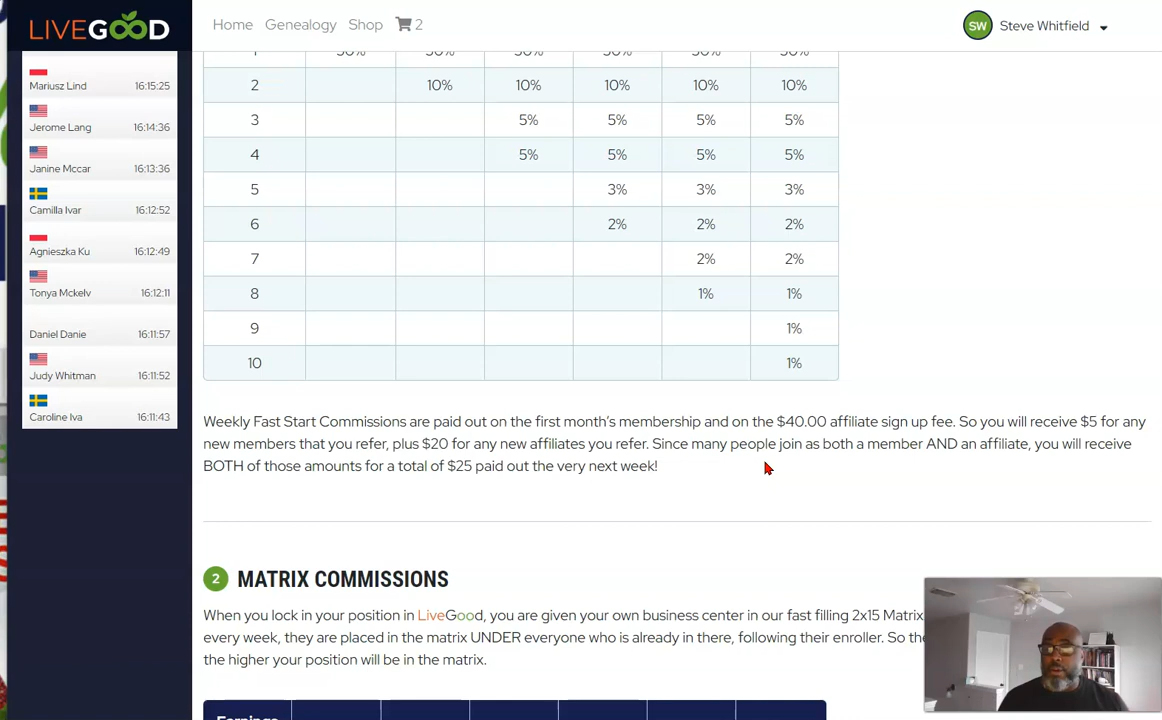 LIVEGOOD
Home Genealogy Shop 2
SW Steve Whitfield
Mariusz Lind 16:15:25
Jerome Lang 16:14:36
Janine Mccar 16:13:36
Camilla Ivar 16:12:52
Agnieszka Ku 16:12:49
Tonya Mckelv 16:12:11
Daniel Danie 16:11:57
Judy Whitman 16:11:52
Caroline Iva 16:11:43
2 10% 10% 10% 10% 10%
3 5% 5% 5% 5%
4 5% 5% 5% 5%
5 3% 3% 3%
6 2% 2% 2%
7 2% 2%
8 1% 1%
9 1%
10 1%
Weekly Fast Start Commissions are paid out on the first month's membership and on the $40.00 affiliate sign up fee. So you will receive $5 for any
new members that you refer, plus $20 for any new affiliates you refer. Since many people join as both a member AND an affiliate, you will receive
BOTH of those amounts for a total of $25 paid out the very next week!
2 MATRIX COMMISSIONS
When you lock in your position in LiveGood, you are given your own business center in our fast filling 2x15 Matrix
every week, they are placed in the matrix UNDER everyone who is already in there, following their enroller. So the
the higher your position will be in the matrix.
Earnings